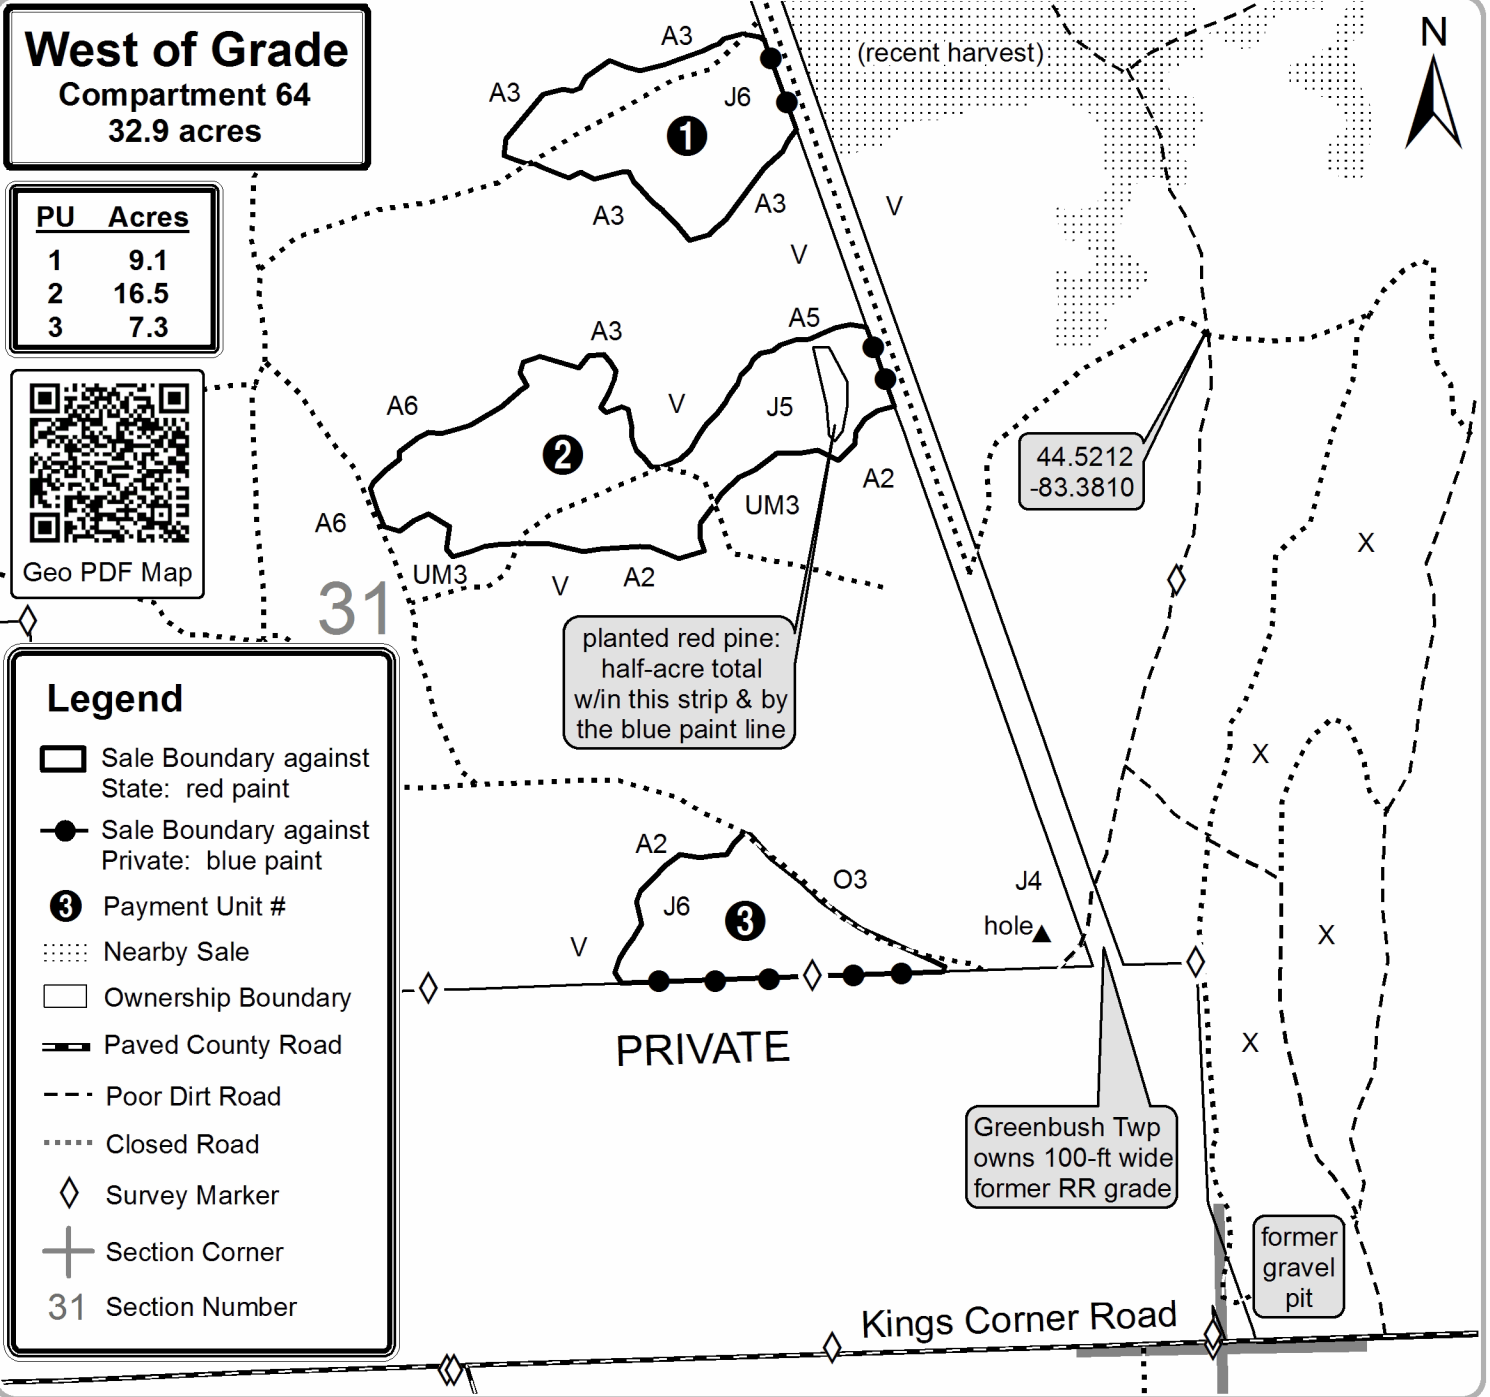 West of Grade
Compartment 64
32.9 acres
PU Acres
1 9.1
2 16.5
3 7.3
Geo PDF Map
31
Legend
Sale Boundary against
State: red paint
Sale Boundary against
Private: blue paint
3 Payment Unit #
Nearby Sale
Ownership Boundary
Paved County Road
Poor Dirt Road
Closed Road
Survey Marker
Section Corner
31 Section Number
N
(recent harvest)
A3
A3
J6
1
A3
A3
V
V
A5
A3
A6
V
J5
2
A2
UM3
A6
UM3
V
A2
44.5212
-83.3810
X
planted red pine:
half-acre total
w/in this strip & by
the blue paint line
X
A2
O3
J4
J6
3
hole
V
X
PRIVATE
X
Greenbush Twp
owns 100-ft wide
former RR grade
former
gravel
pit
Kings Corner Road